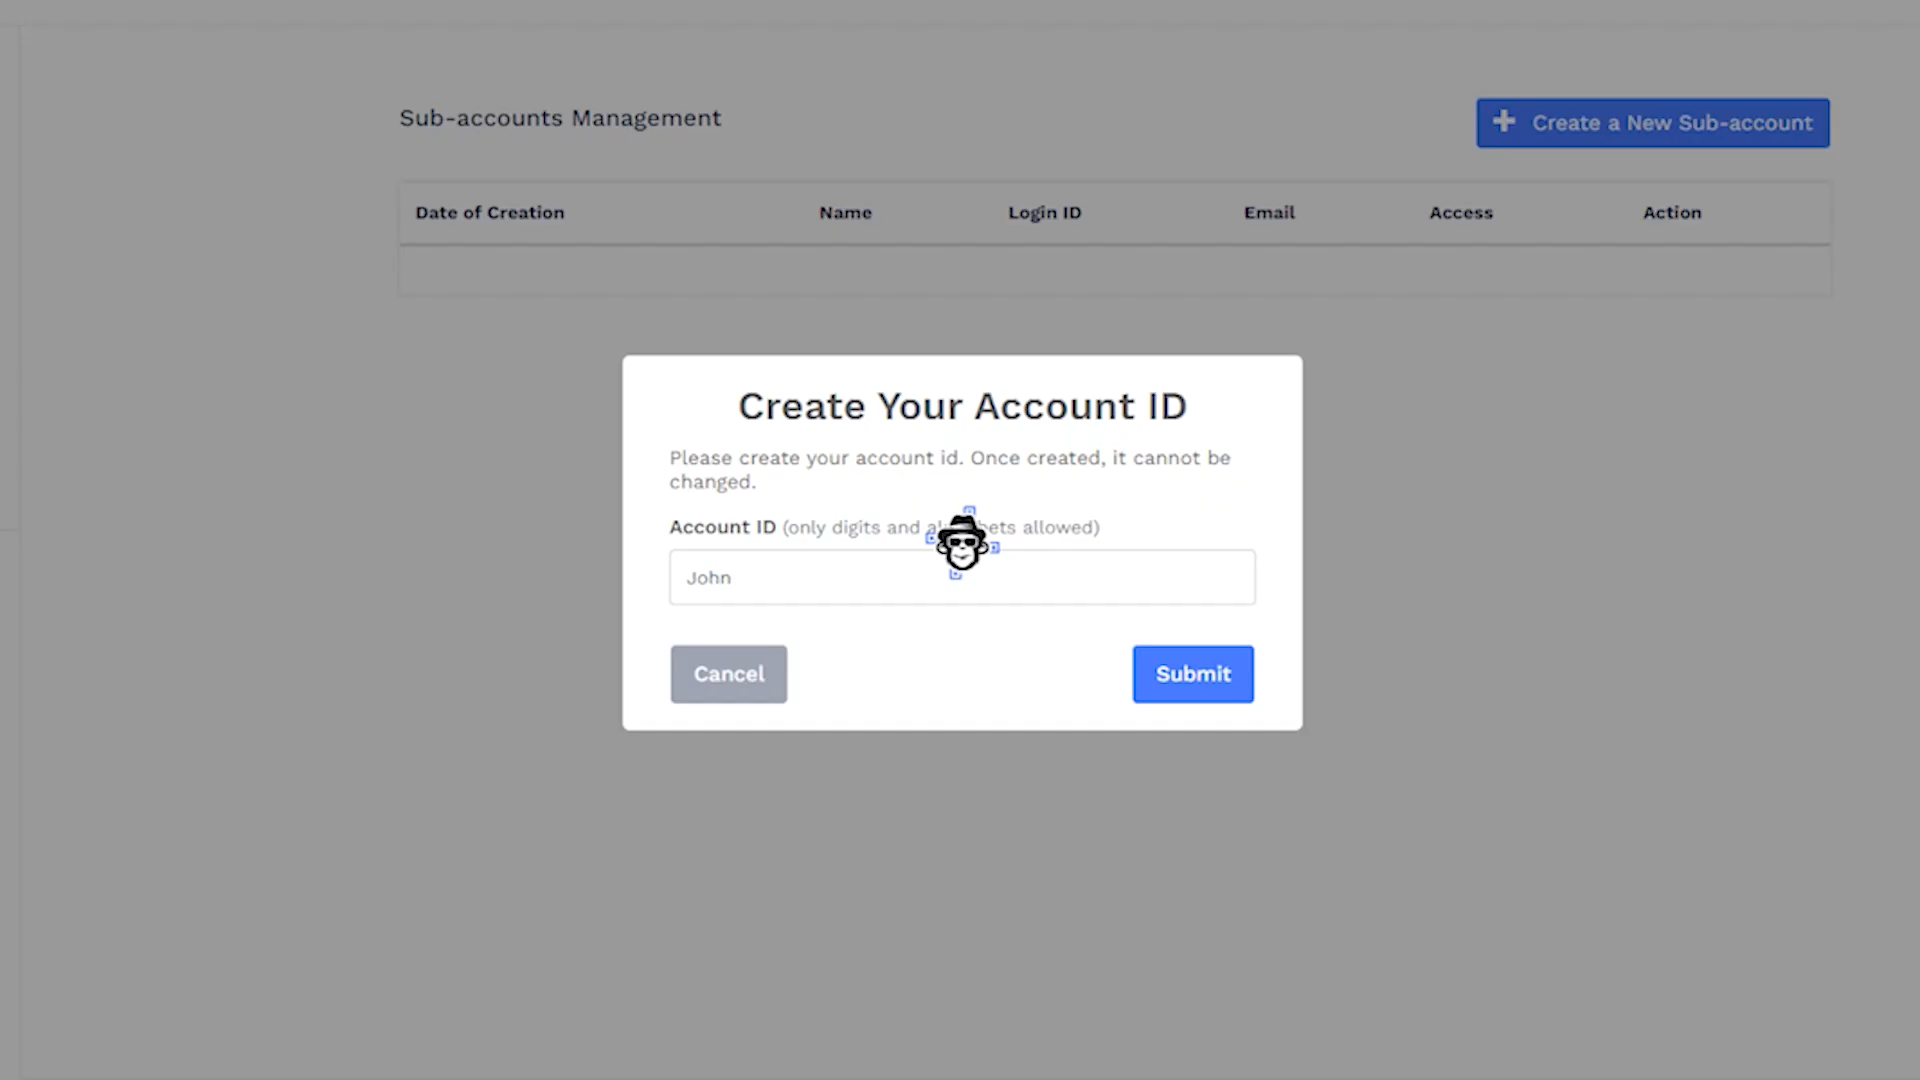 Sub-accounts Management
Create a New Sub-account
Date of Creation Name Login ID Email Access Action
Create Your Account ID
Please create your account id. Once created, it cannot be
changed.
Account ID (only digits and allowed)
John
Cancel Submit